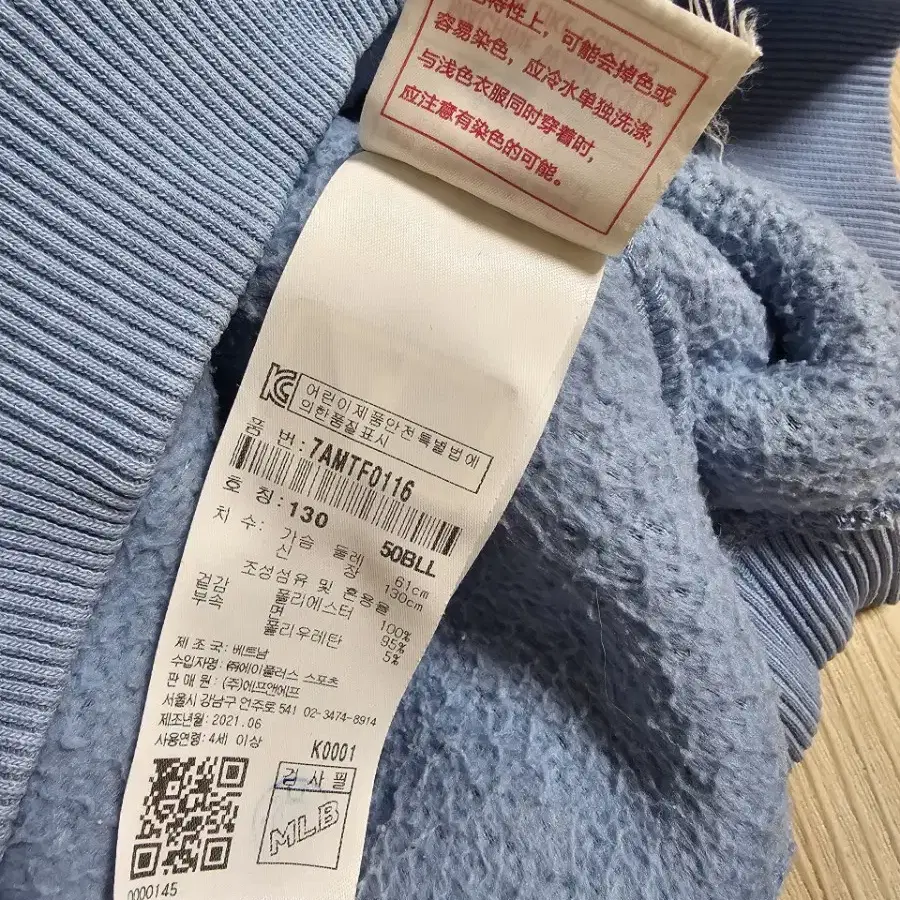 色特性上，可能会掉色或
容易染色，应冷水单独洗涤，
与浅色衣服同时穿着时，
应注意有染色的可能。
어린이제품안전특별법에
의한품질표시
품 번: 7AMTF0116
호 칭: 130
50BLL
치 수: 가슴 둘레 61cm
신 장 130cm
조성섬유 및 혼용율
겉감 폴리에스터 100%
부속 면 95%
폴리우레탄 5%
제 조 국: 베트남
수입자명: ㈜에이플러스 스포츠
판 매 원: (주)에프앤에프
서울시 강남구 언주로 541 02-3474-8914
제조년월: 2021.06
사용연령: 4세 이상
K0001
검 사 필
MLB
0000145